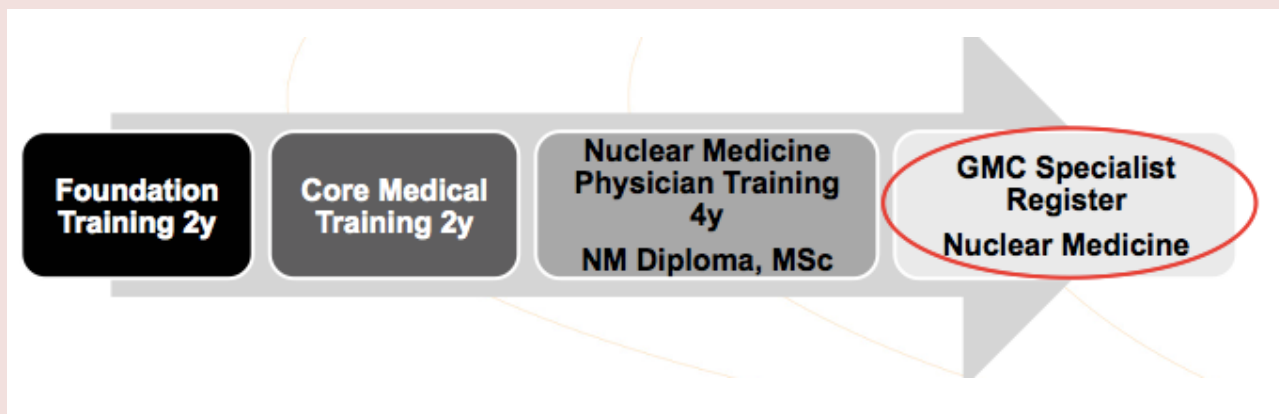 Foundation
Training 2y
Core Medical
Training 2y
Nuclear Medicine
Physician Training
4y
NM Diploma, MSc
GMC Specialist
Register
Nuclear Medicine